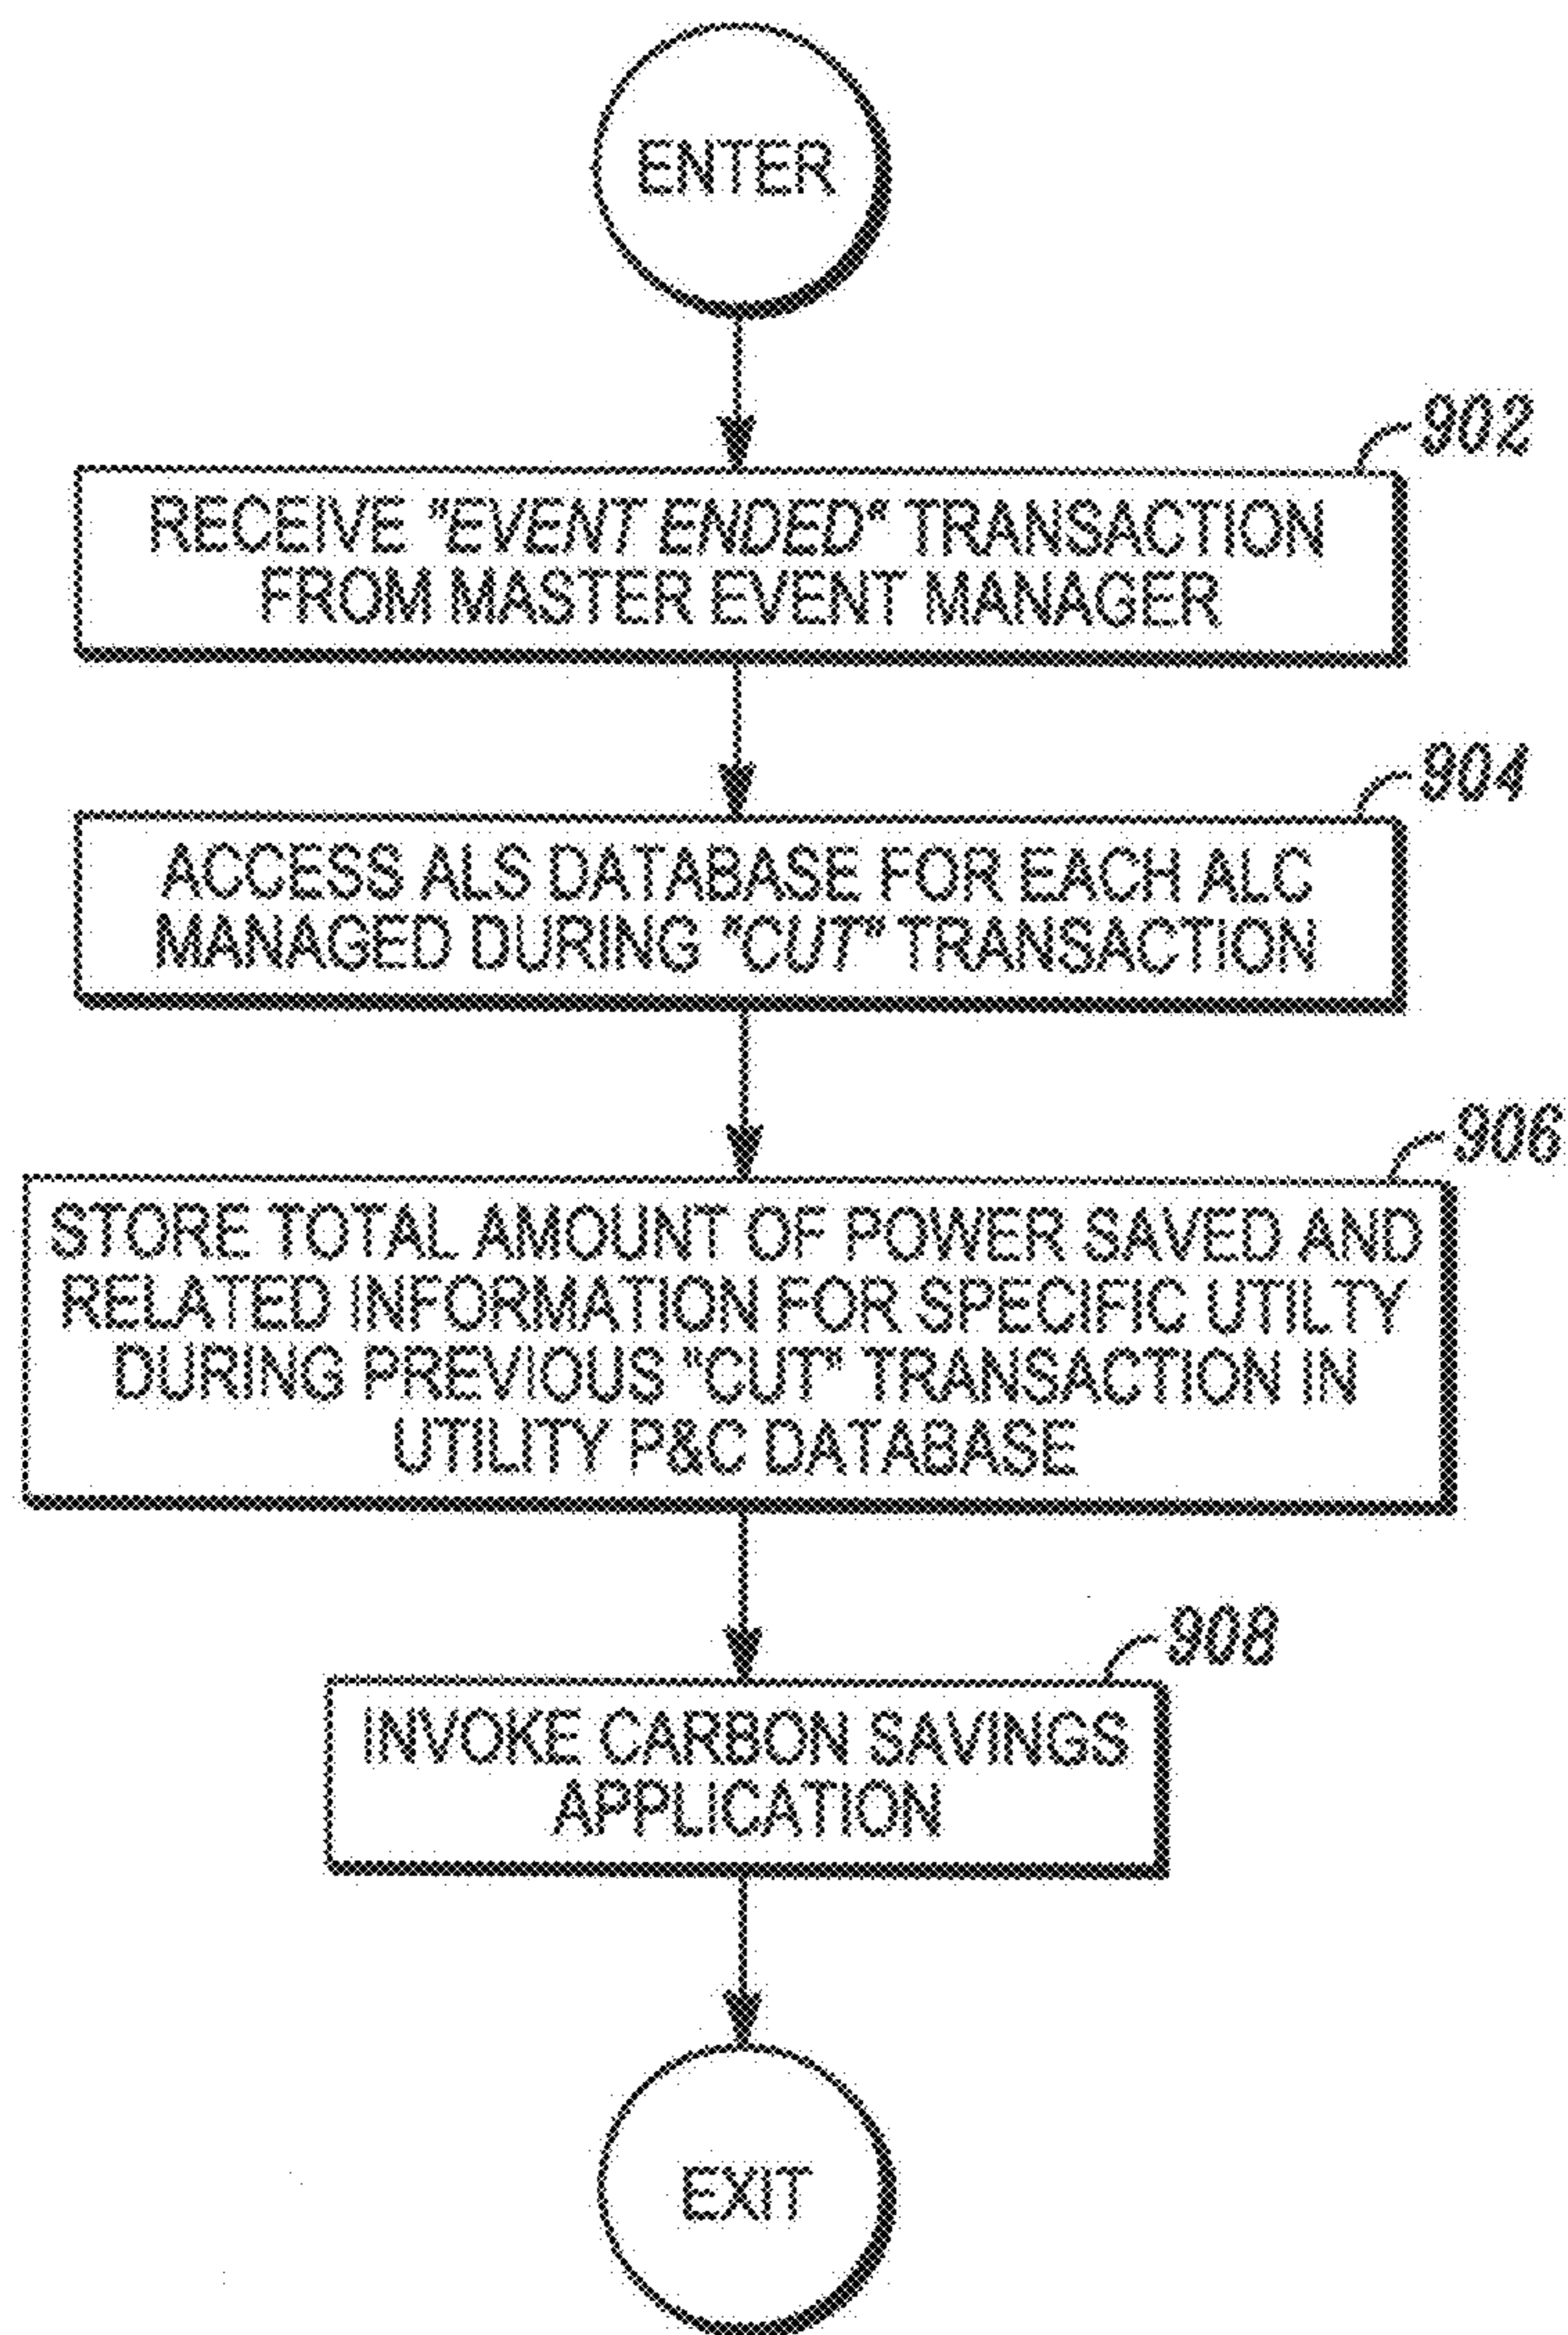 ENTER
902
RECEIVE "EVENT ENDED" TRANSACTION
FROM MASTER EVENT MANAGER
904
ACCESS ALS DATABASE FOR EACH ALC
MANAGED DURING "CUT" TRANSACTION
906
STORE TOTAL AMOUNT OF POWER SAVED AND
RELATED INFORMATION FOR SPECIFIC UTILTY
DURING PREVIOUS "CUT" TRANSACTION IN
UTILITY P&C DATABASE
908
INVOKE CARBON SAVINGS
APPLICATION
EXIT